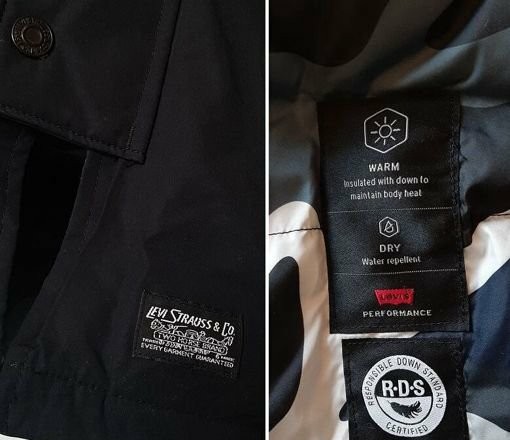 LEVI STRAUSS & CO.
TWO HORSE BRAND
EVERY GARMENT GUARANTEED
WARM
Insulated with down to
maintain body heat
DRY
Water repellent
Levi's
PERFORMANCE
RESPONSIBLE DOWN STANDARD
R·D·S
CERTIFIED